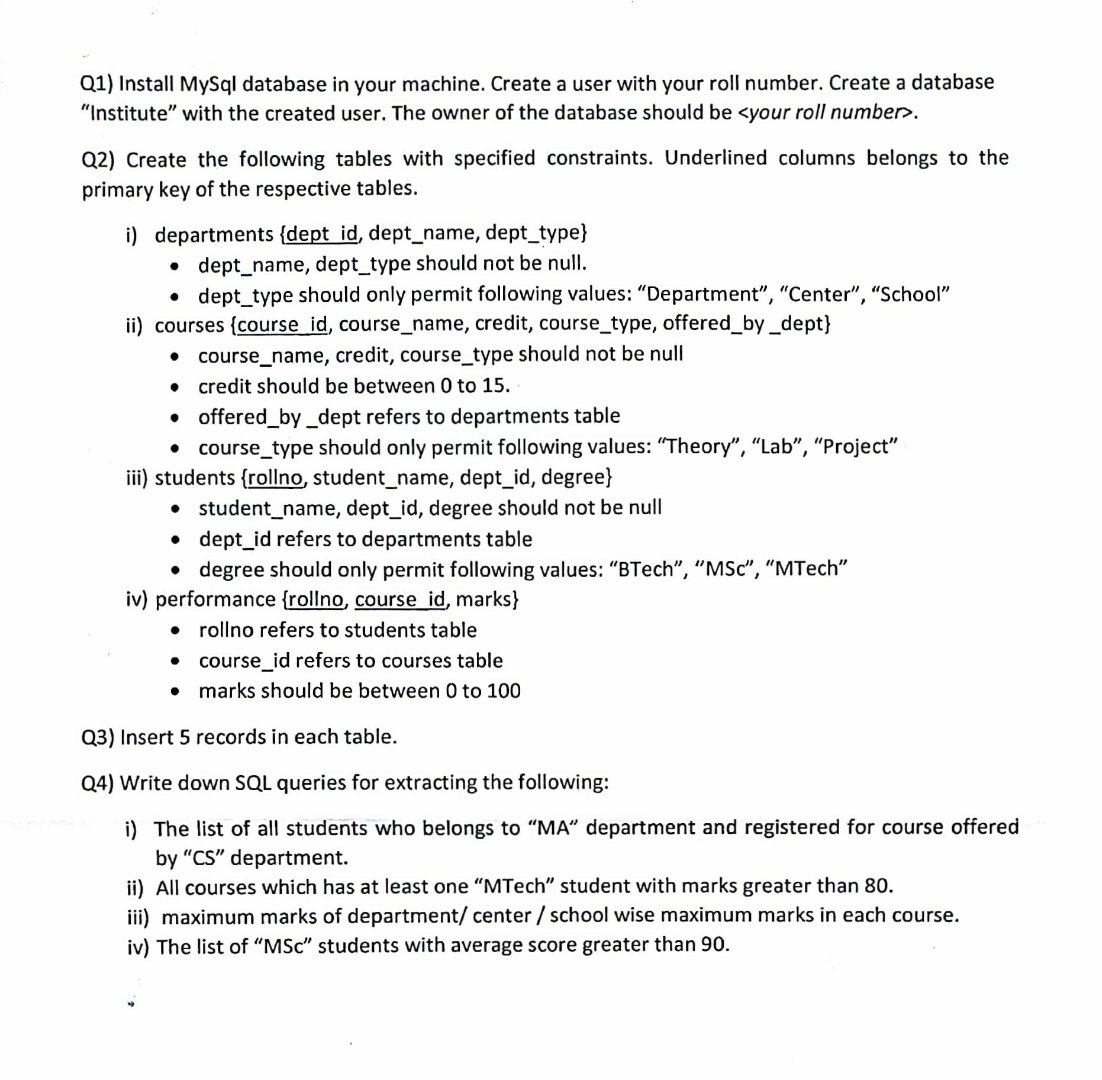 Q1) Install MySql database in your machine. Create a user with your roll number. Create a database
"Institute" with the created user. The owner of the database should be <your roll number>.
Q2) Create the following tables with specified constraints. Underlined columns belongs to the
primary key of the respective tables.
i) departments {dept_id, dept_name, dept_type}
• dept_name, dept_type should not be null.
• dept_type should only permit following values: "Department", "Center", "School"
ii) courses {course_id, course_name, credit, course_type, offered_by _dept}
• course_name, credit, course_type should not be null
• credit should be between 0 to 15.
• offered_by _dept refers to departments table
• course_type should only permit following values: "Theory", "Lab", "Project"
iii) students {rollno, student_name, dept_id, degree}
• student_name, dept_id, degree should not be null
• dept_id refers to departments table
• degree should only permit following values: "BTech", "MSc", "MTech"
iv) performance {rollno, course_id, marks}
• rollno refers to students table
• course_id refers to courses table
• marks should be between 0 to 100
Q3) Insert 5 records in each table.
Q4) Write down SQL queries for extracting the following:
i) The list of all students who belongs to "MA" department and registered for course offered
by "CS" department.
ii) All courses which has at least one "MTech" student with marks greater than 80.
iii) maximum marks of department/ center / school wise maximum marks in each course.
iv) The list of "MSc" students with average score greater than 90.